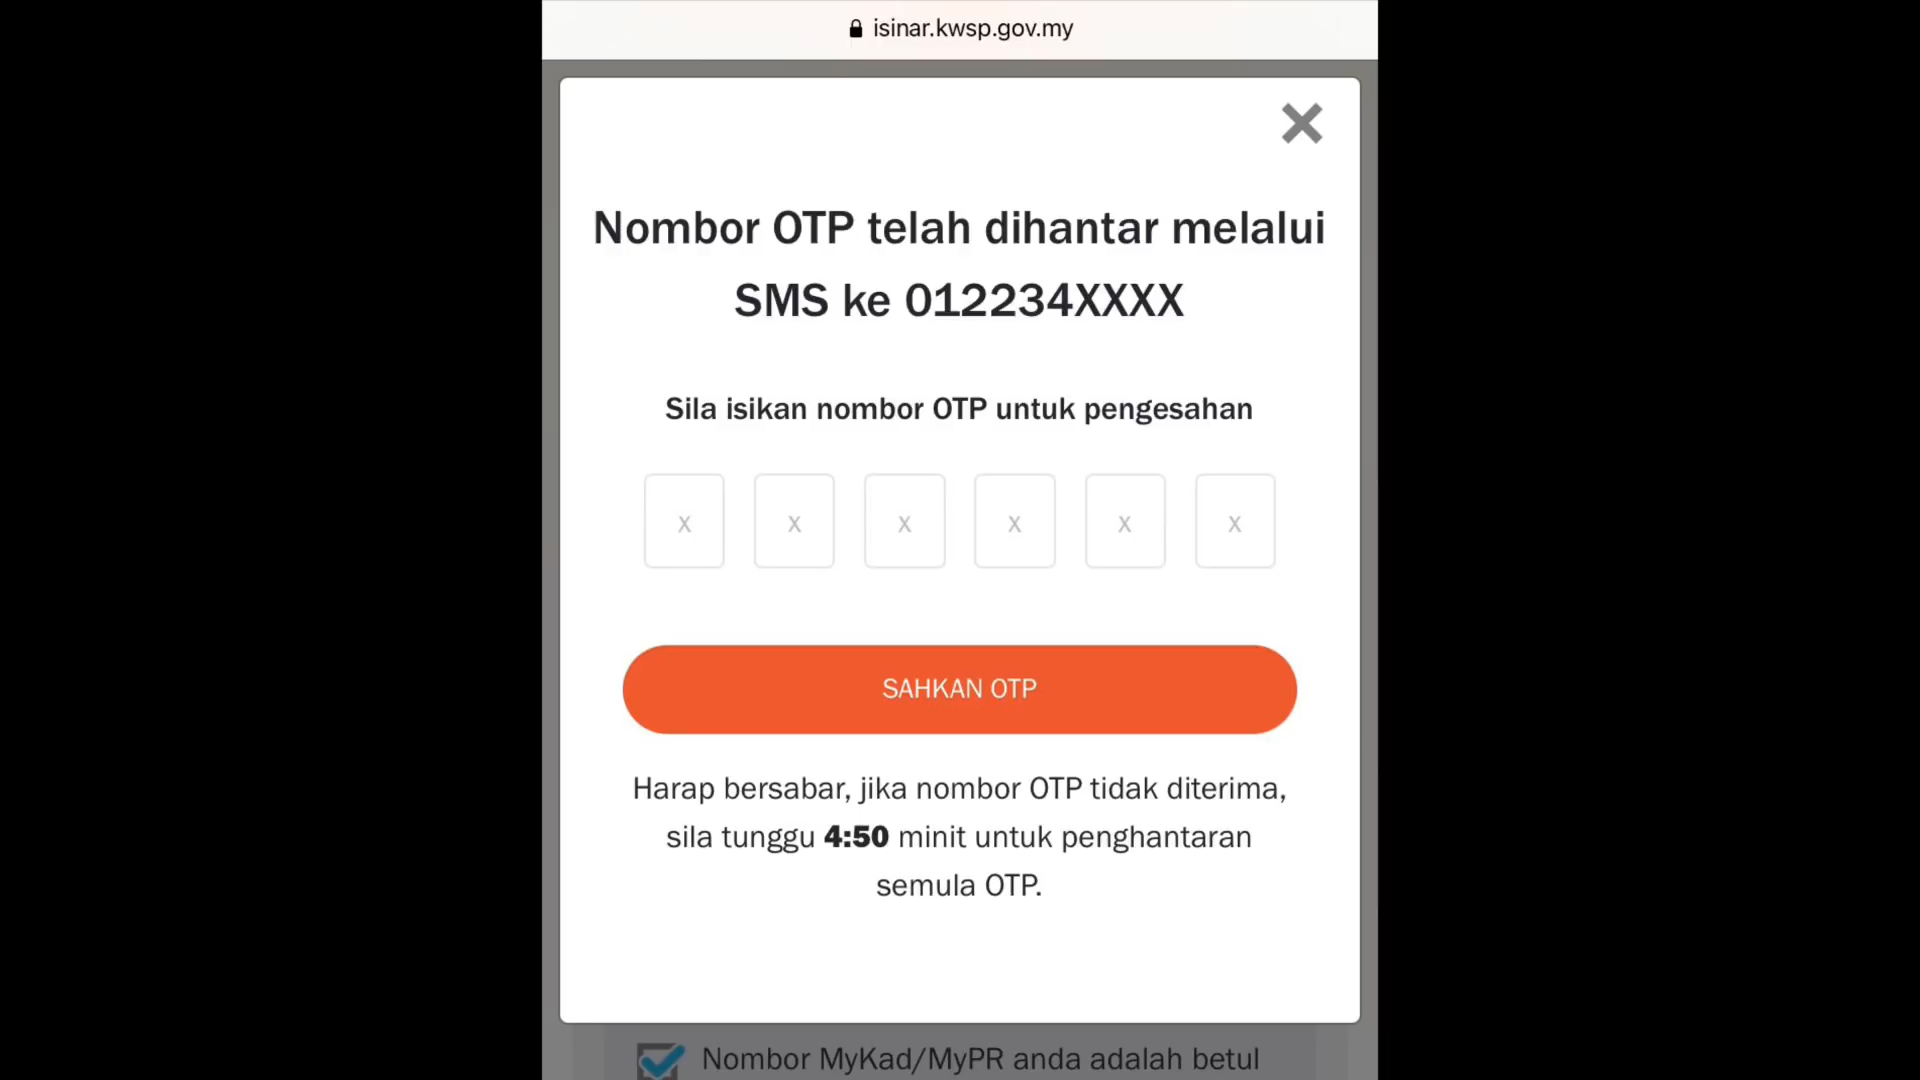 isinar.kwsp.gov.my
Nombor OTP telah dihantar melalui
SMS ke 012234XXXX
Sila isikan nombor OTP untuk pengesahan
x x x x x x
SAHKAN OTP
Harap bersabar, jika nombor OTP tidak diterima,
sila tunggu 4:50 minit untuk penghantaran
semula OTP.
Nombor MyKad/MyPR anda adalah betul